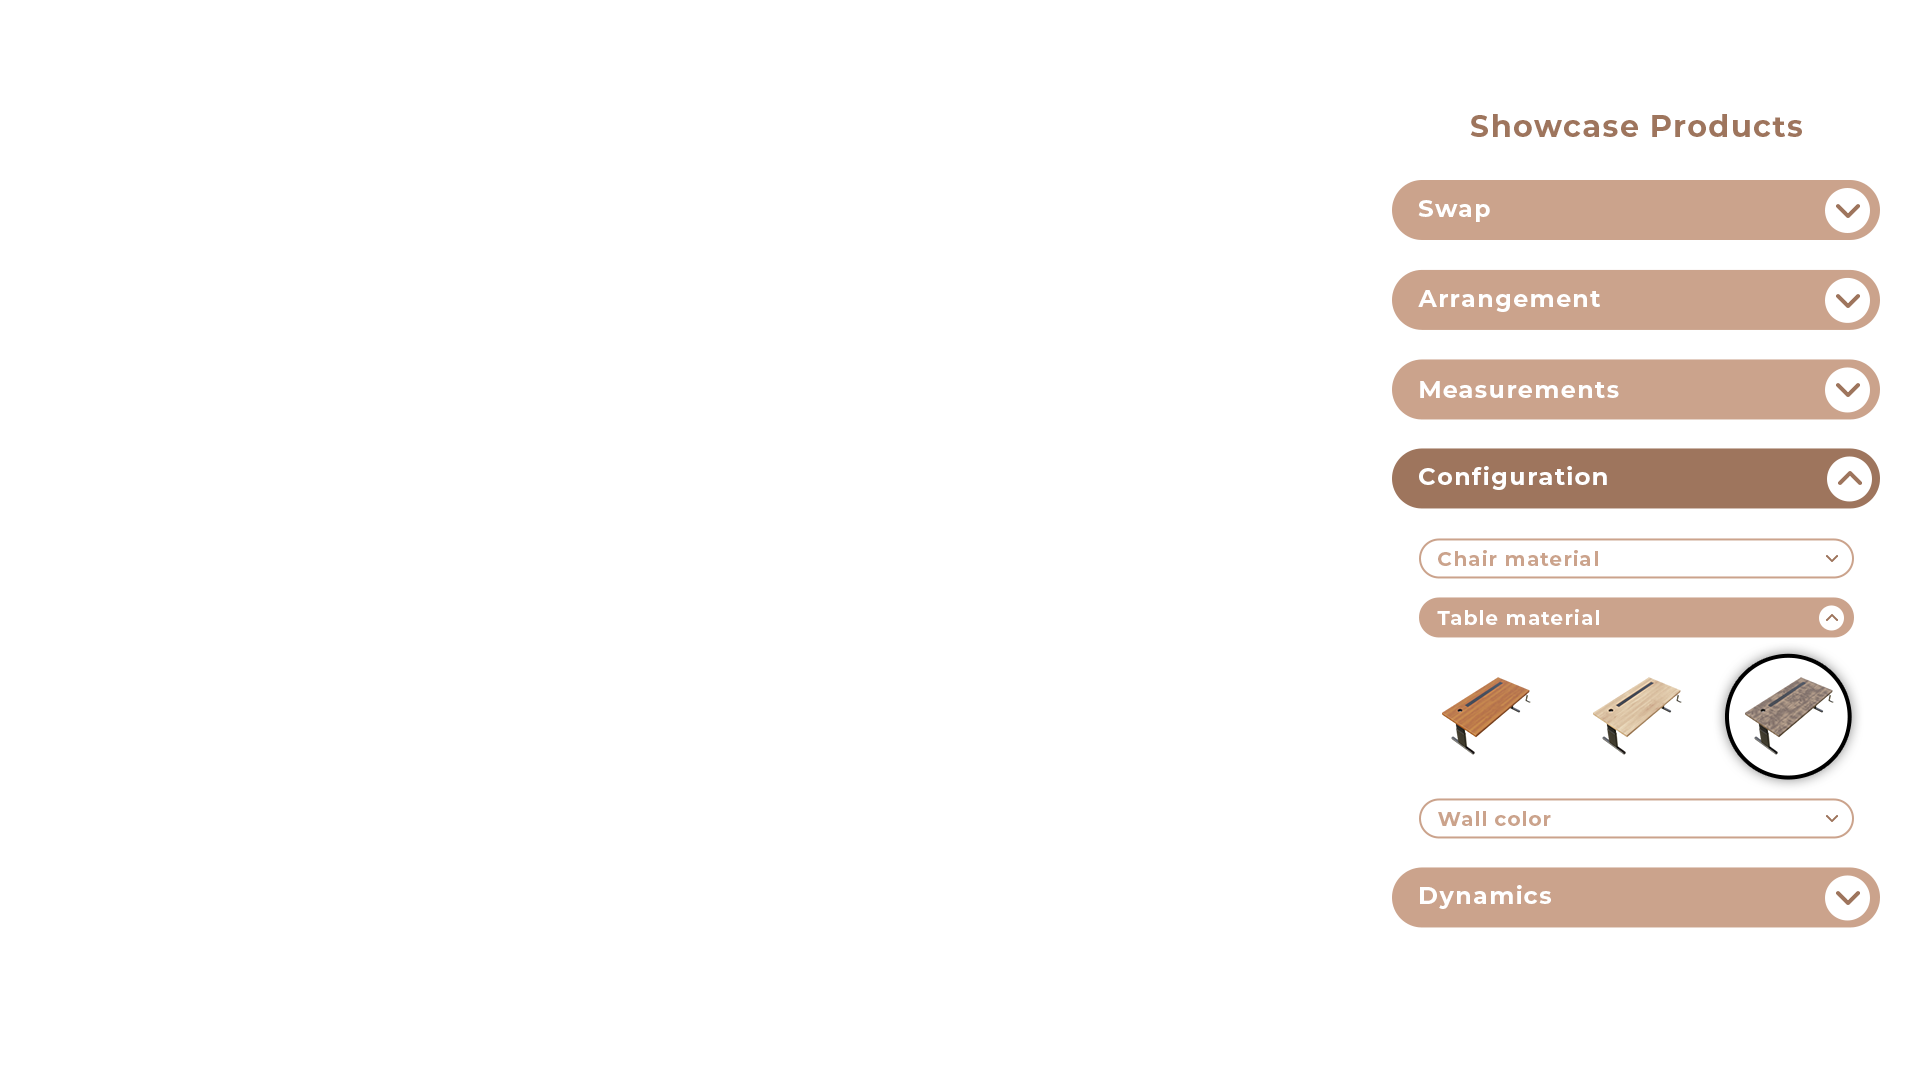 Showcase Products
Swap
Arrangement
Measurements
Configuration
Chair material
Table material
Wall color
Dynamics